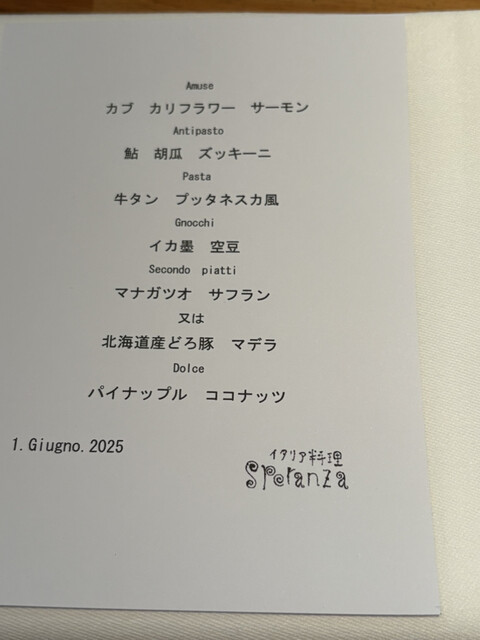 Amuse
カブ　カリフラワー　サーモン
Antipasto
鮎　胡瓜　ズッキーニ
Pasta
牛タン　プッタネスカ風
Gnocchi
イカ墨　空豆
Secondo piatti
マナガツオ　サフラン
又は
北海道産どろ豚　マデラ
Dolce
パイナップル　ココナッツ
1.Giugno.2025
イタリア料理
Speranza